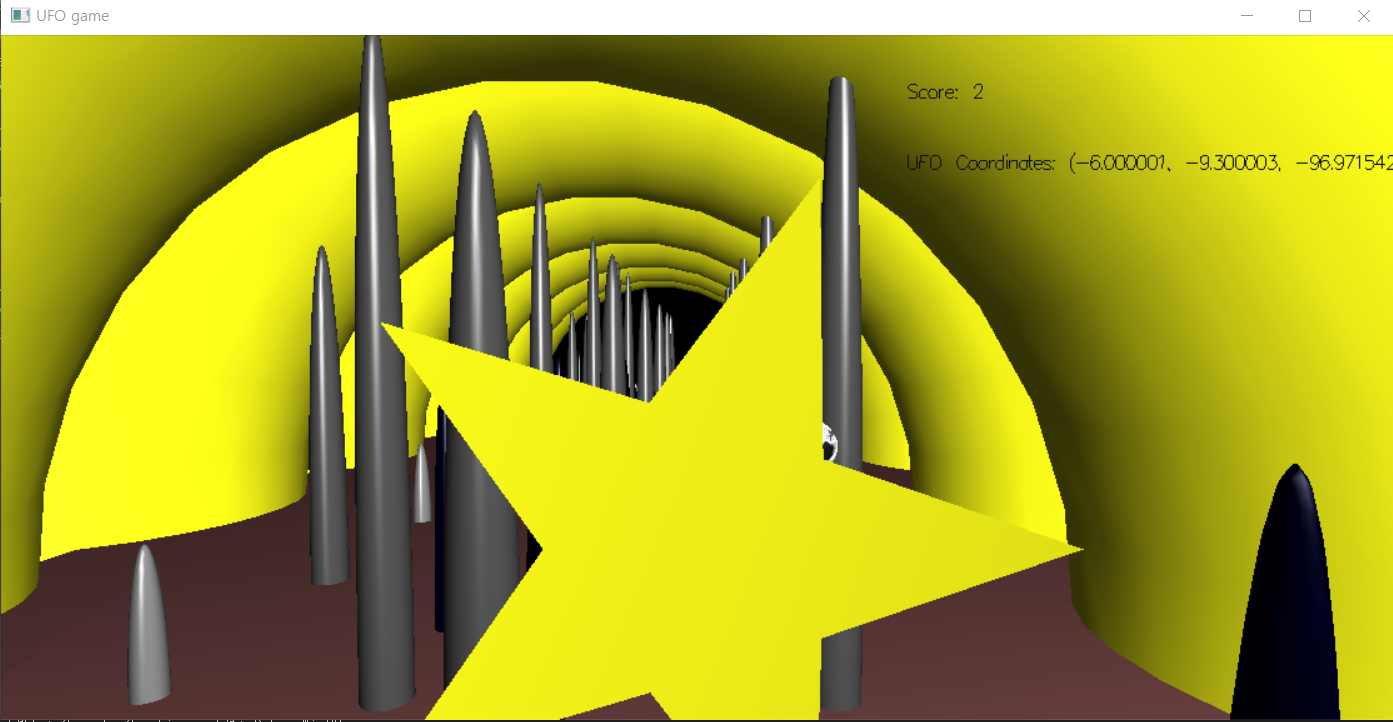 UFO game
Score: 2
UFO Coordinates: (-6.000001, -9.300003, -96.971542